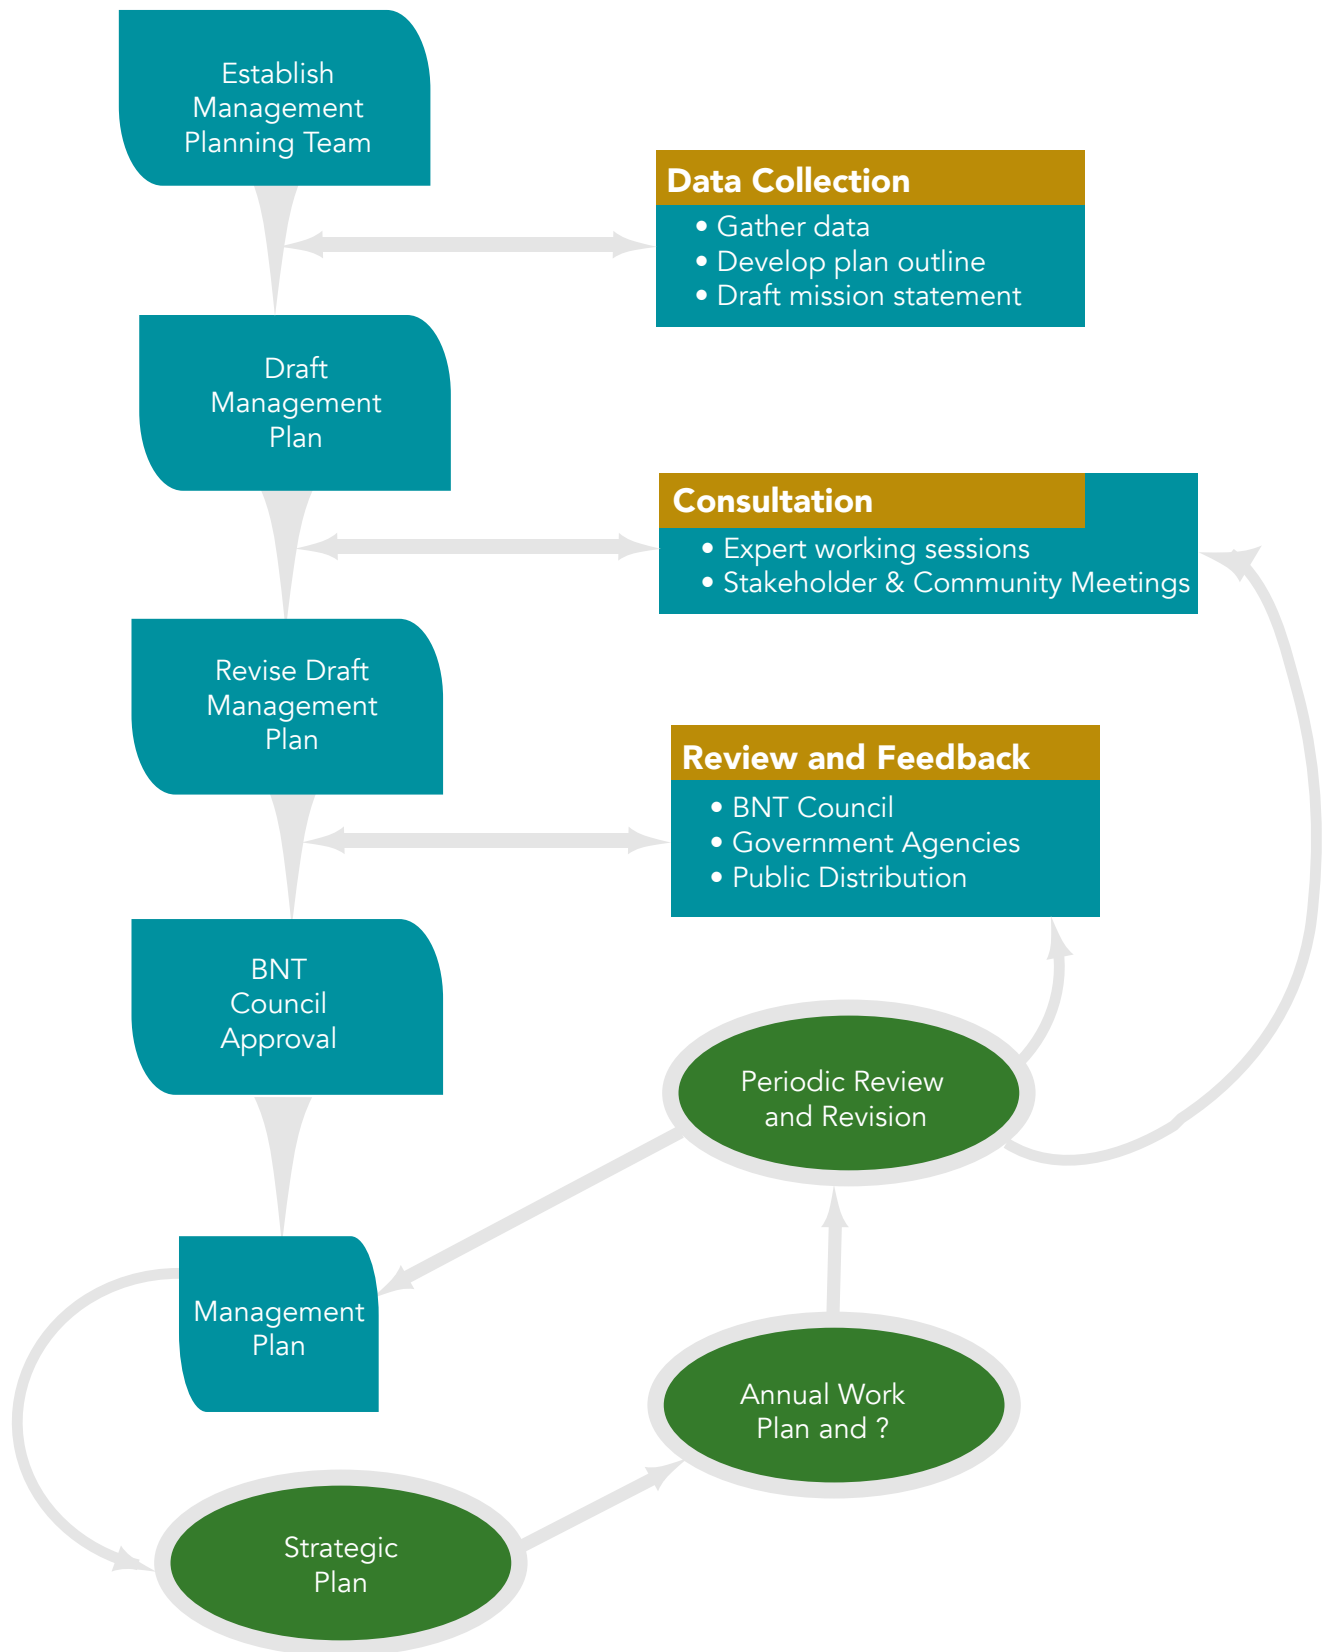 Establish
Management
Planning Team
Data Collection
• Gather data
• Develop plan outline
• Draft mission statement
Draft
Management
Plan
Consultation
• Expert working sessions
• Stakeholder & Community Meetings
Revise Draft
Management
Plan
Review and Feedback
• BNT Council
• Government Agencies
• Public Distribution
BNT
Council
Approval
Periodic Review
and Revision
Management
Plan
Annual Work
Plan and ?
Strategic
Plan